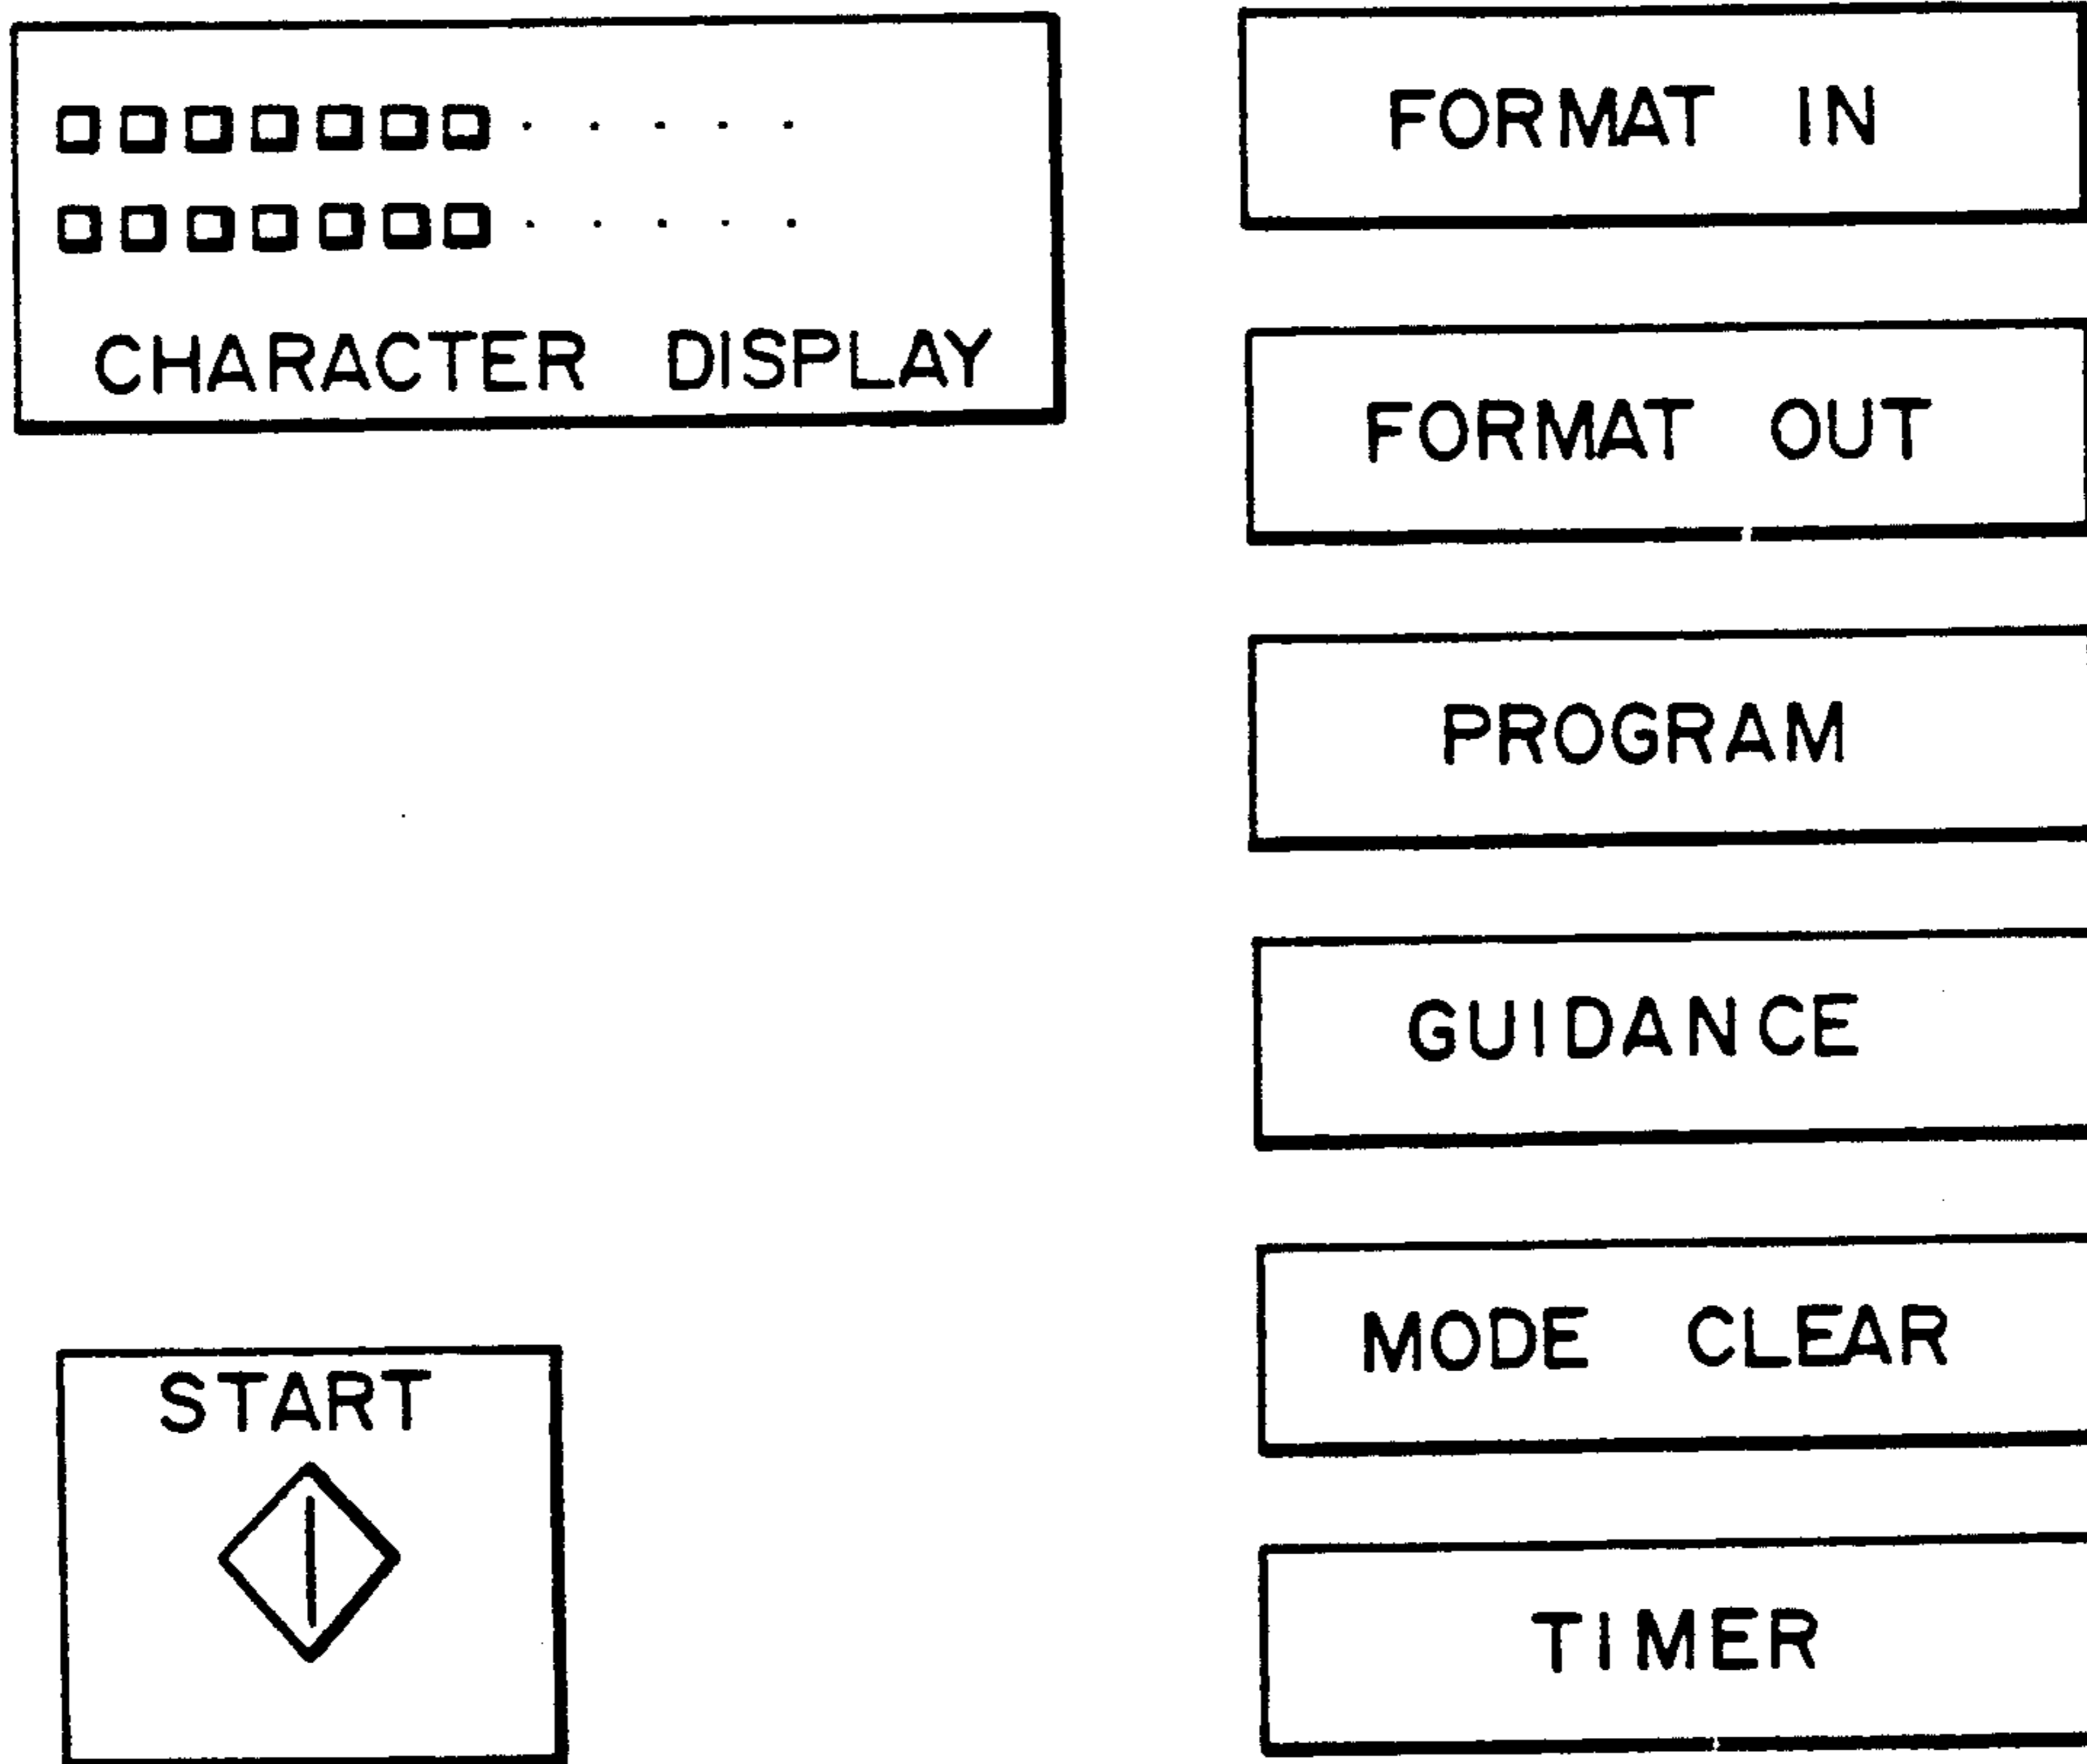 CHARACTER DISPLAY
START
FORMAT IN
FORMAT OUT
PROGRAM
GUIDANCE
MODE CLEAR
TIMER